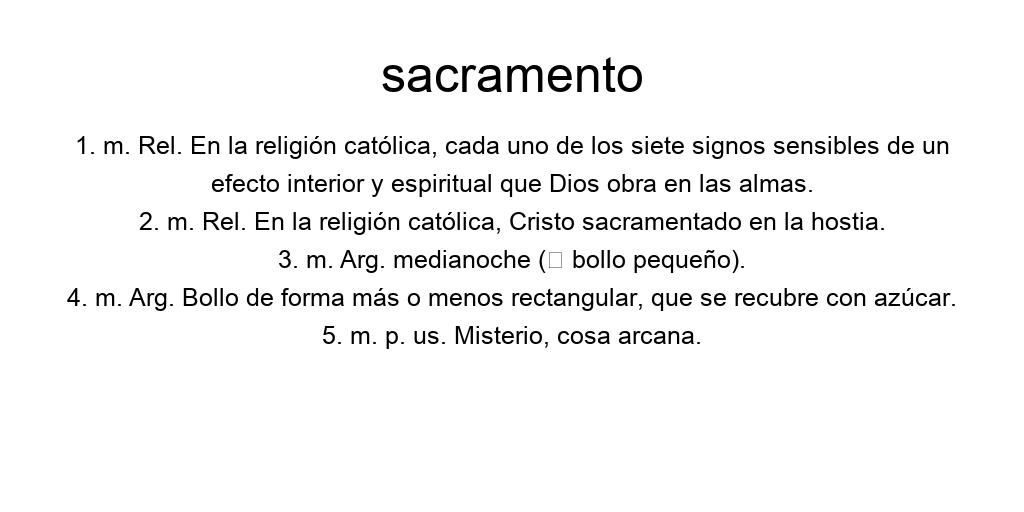 sacramento
1. m. Rel. En la religión católica, cada uno de los siete signos sensibles de un
efecto interior y espiritual que Dios obra en las almas.
2. m. Rel. En la religión católica, Cristo sacramentado en la hostia.
3. m. Arg. medianoche (□ bollo pequeño).
4. m. Arg. Bollo de forma más o menos rectangular, que se recubre con azúcar.
5. m. p. us. Misterio, cosa arcana.